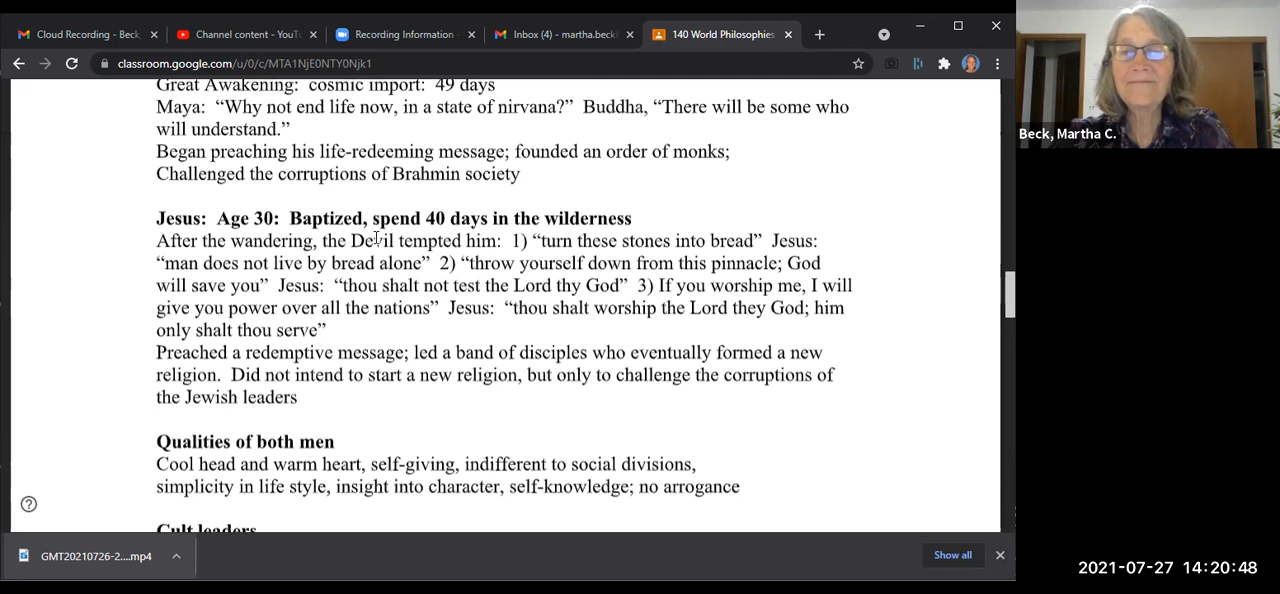 Cloud Recording - Beck,
Channel content - YouTu
Recording Information -
Inbox (4) - martha.beck
140 World Philosophies
classroom.google.com/u/0/c/MTA1NjE0NTY0Njk1
Great Awakening: cosmic import: 49 days
Maya: “Why not end life now, in a state of nirvana?” Buddha, “There will be some who
will understand.”
Began preaching his life-redeeming message; founded an order of monks;
Challenged the corruptions of Brahmin society
Jesus: Age 30: Baptized, spend 40 days in the wilderness
After the wandering, the Devil tempted him: 1) “turn these stones into bread” Jesus:
“man does not live by bread alone” 2) “throw yourself down from this pinnacle; God
will save you” Jesus: “thou shalt not test the Lord thy God” 3) If you worship me, I will
give you power over all the nations” Jesus: “thou shalt worship the Lord they God; him
only shalt thou serve”
Preached a redemptive message; led a band of disciples who eventually formed a new
religion. Did not intend to start a new religion, but only to challenge the corruptions of
the Jewish leaders
Qualities of both men
Cool head and warm heart, self-giving, indifferent to social divisions,
simplicity in life style, insight into character, self-knowledge; no arrogance
Cult leaders
GMT20210726-2....mp4
Show all
Beck, Martha C.
2021-07-27 14:20:48